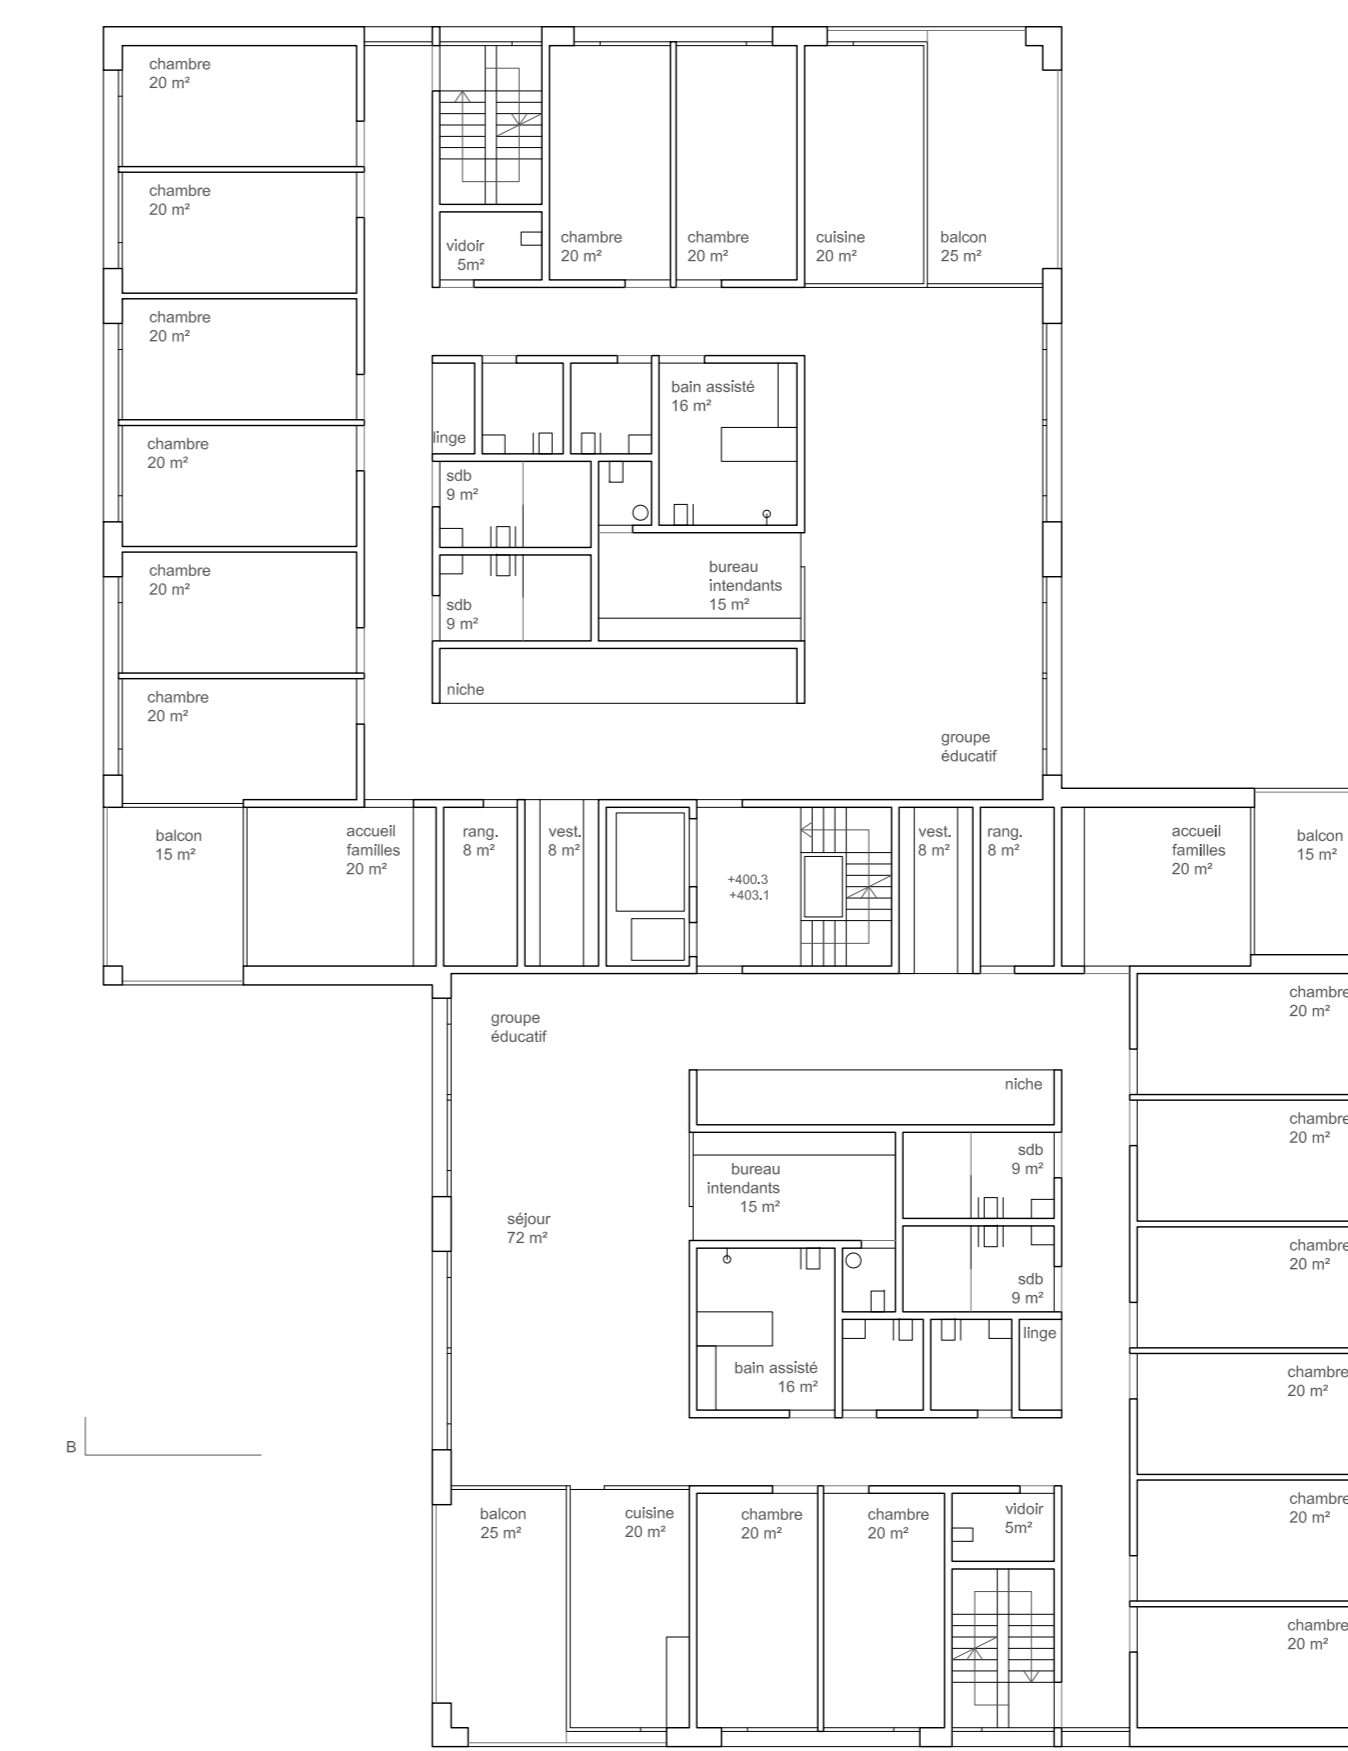 chambre
20 m²
chambre
20 m²
chambre
20 m²
chambre
20 m²
chambre
20 m²
chambre
20 m²
vidoir
5m²
chambre
20 m²
chambre
20 m²
cuisine
20 m²
balcon
25 m²
linge
bain assisté
16 m²
sdb
9 m²
sdb
9 m²
bureau
intendants
15 m²
niche
groupe
éducatif
balcon
15 m²
accueil
familles
20 m²
rang.
8 m²
vest.
8 m²
+400.3
+403.1
vest.
8 m²
rang.
8 m²
accueil
familles
20 m²
balcon
15 m²
groupe
éducatif
niche
bureau
intendants
15 m²
sdb
9 m²
sdb
9 m²
séjour
72 m²
bain assisté
16 m²
linge
chambre
20 m²
chambre
20 m²
chambre
20 m²
chambre
20 m²
chambre
20 m²
chambre
20 m²
B
balcon
25 m²
cuisine
20 m²
chambre
20 m²
chambre
20 m²
vidoir
5m²